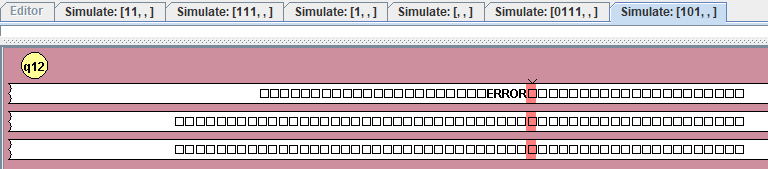 Editor Simulate: [11, , ] Simulate: [111, , ] Simulate: [1, , ] Simulate: [, , ] Simulate: [0111, , ] Simulate: [101, , ]
q12
ERROR